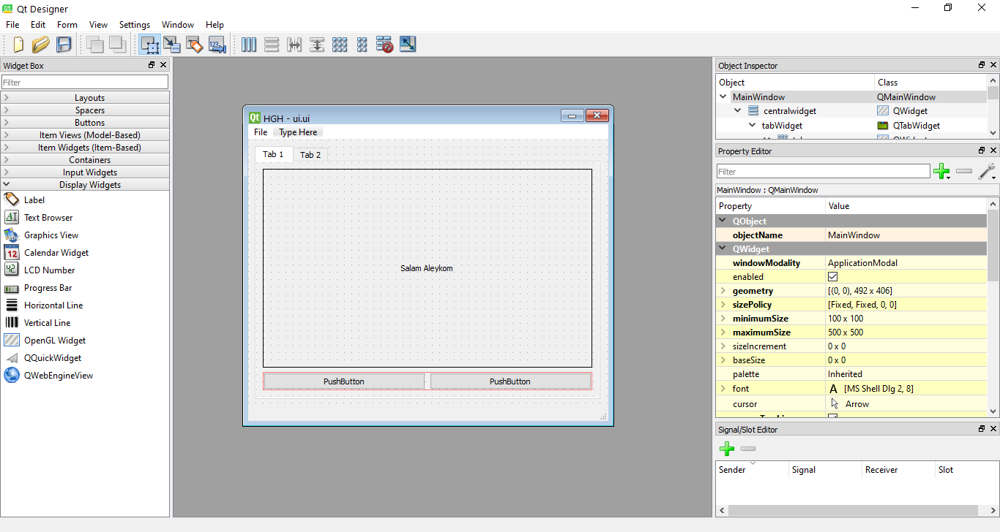 Qt Designer
File Edit Form View Settings Window Help
Widget Box
Filter
Layouts
Spacers
Buttons
Item Views (Model-Based)
Item Widgets (Item-Based)
Containers
Input Widgets
Display Widgets
Label
Text Browser
Graphics View
Calendar Widget
LCD Number
Progress Bar
Horizontal Line
Vertical Line
OpenGL Widget
QQuickWidget
QWebEngineView
HGH - ui.ui
File Type Here
Tab 1 Tab 2
Salam Aleykom
PushButton PushButton
Object Inspector
Object Class
MainWindow QMainWindow
centralwidget QWidget
tabWidget QTabWidget
Property Editor
Filter
MainWindow : QMainWindow
Property Value
QObject
objectName MainWindow
QWidget
windowModality ApplicationModal
enabled
geometry [(0, 0), 492 x 406]
sizePolicy [Fixed, Fixed, 0, 0]
minimumSize 100 x 100
maximumSize 500 x 500
sizeIncrement 0 x 0
baseSize 0 x 0
palette Inherited
font A [MS Shell Dlg 2, 8]
cursor Arrow
Signal/Slot Editor
Sender Signal Receiver Slot